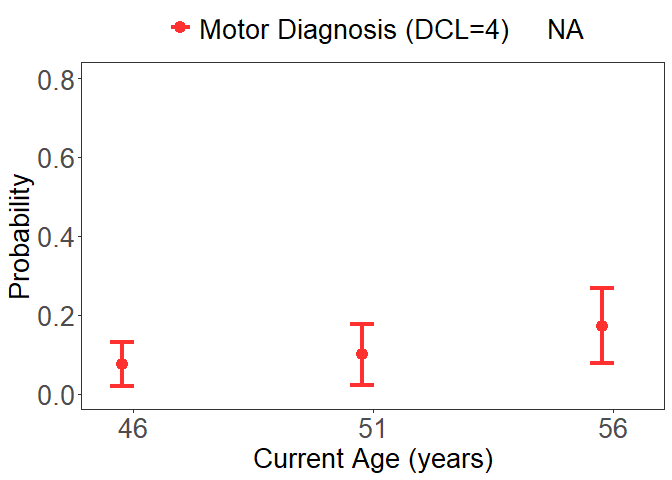 Motor Diagnosis (DCL=4) NA
0.8
0.6
0.4
0.2
0.0
Probability
46 51 56
Current Age (years)